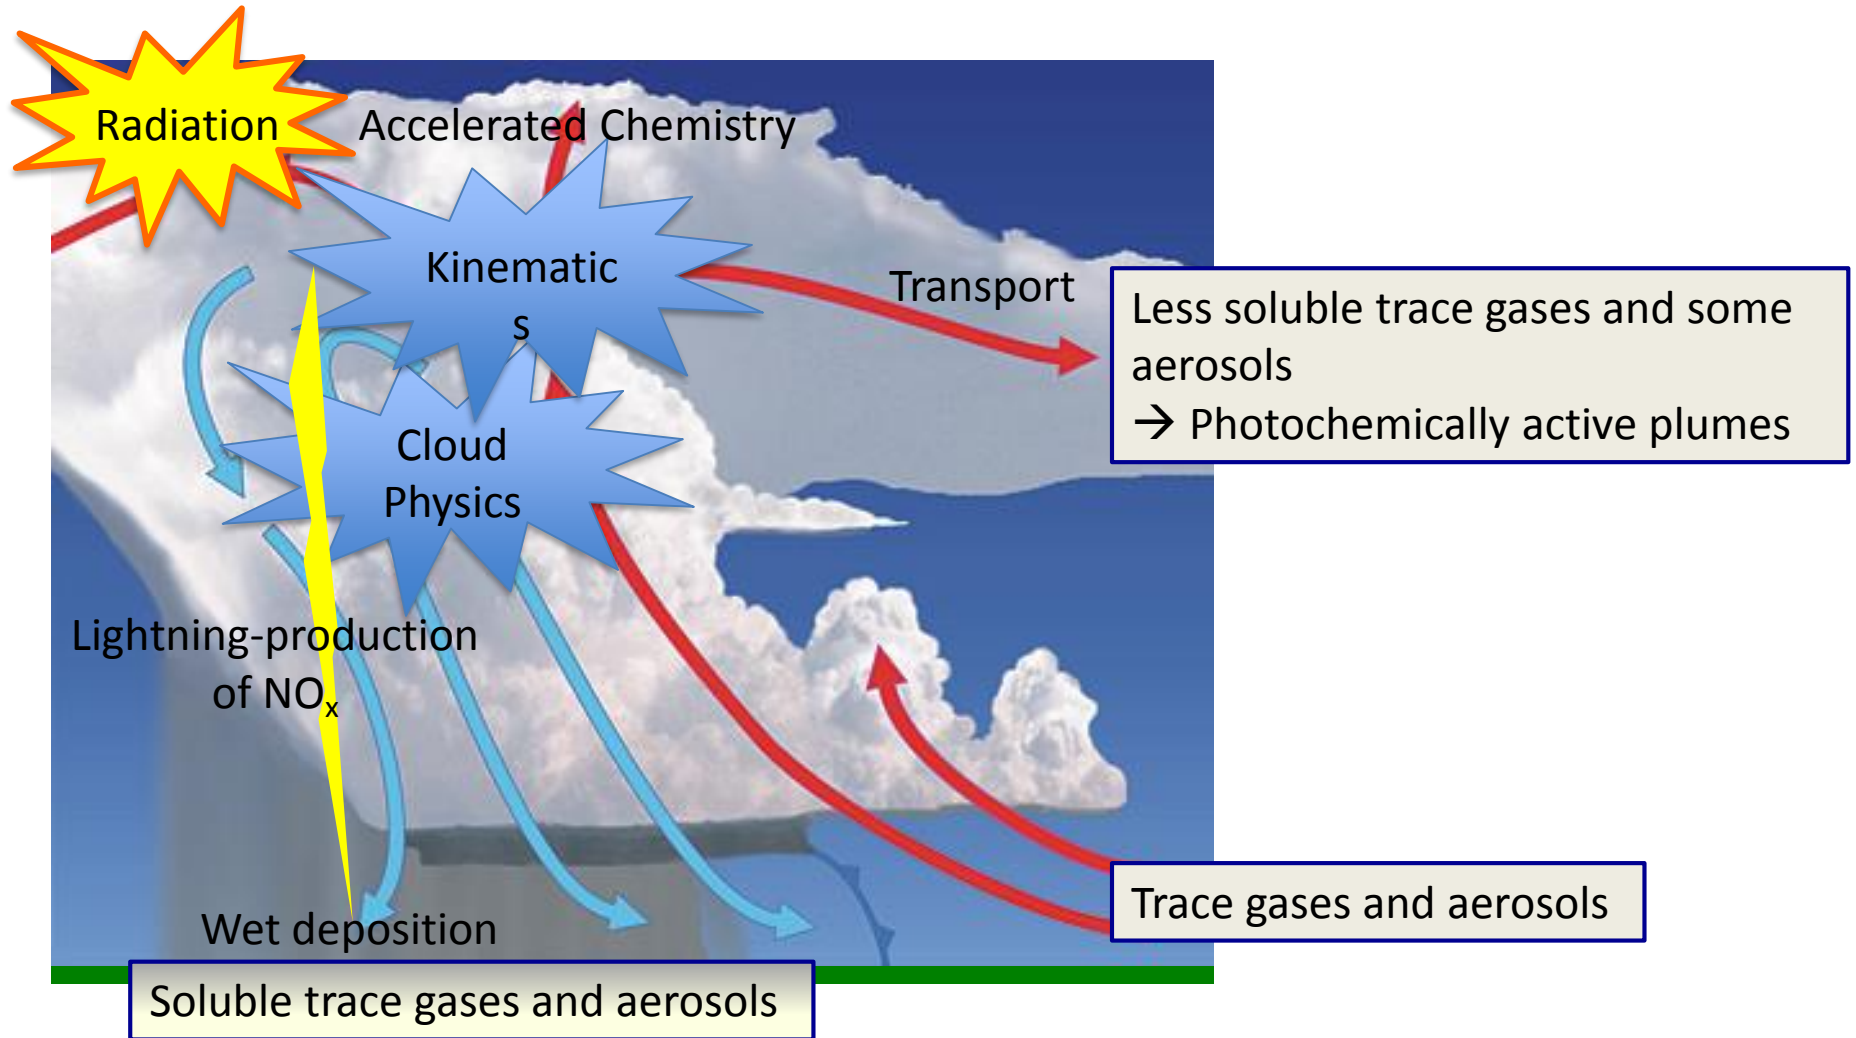 Radiation
Accelerated Chemistry
Kinematic
s
Transport
Less soluble trace gases and some
aerosols
→ Photochemically active plumes
Cloud
Physics
Lightning-production
of NOₓ
Trace gases and aerosols
Wet deposition
Soluble trace gases and aerosols